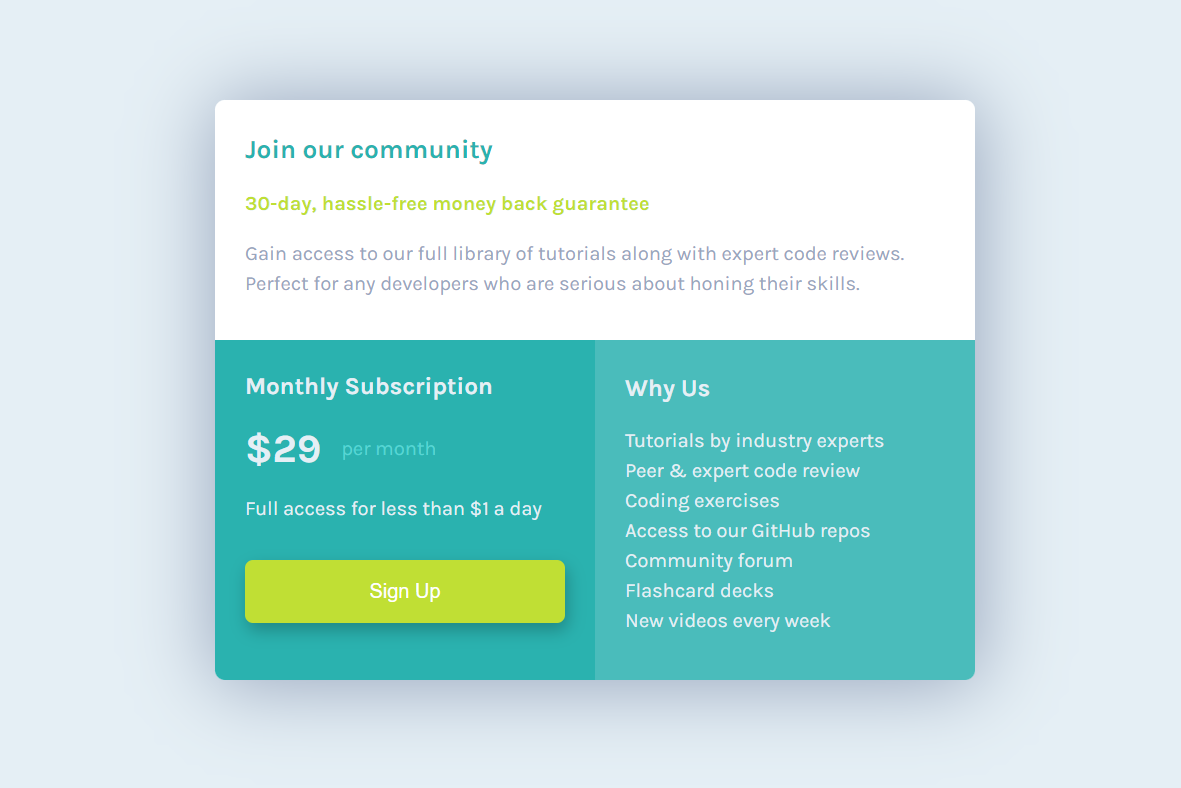 Join our community
30-day, hassle-free money back guarantee
Gain access to our full library of tutorials along with expert code reviews.
Perfect for any developers who are serious about honing their skills.
Monthly Subscription
$29 per month
Full access for less than $1 a day
Sign Up
Why Us
Tutorials by industry experts
Peer & expert code review
Coding exercises
Access to our GitHub repos
Community forum
Flashcard decks
New videos every week